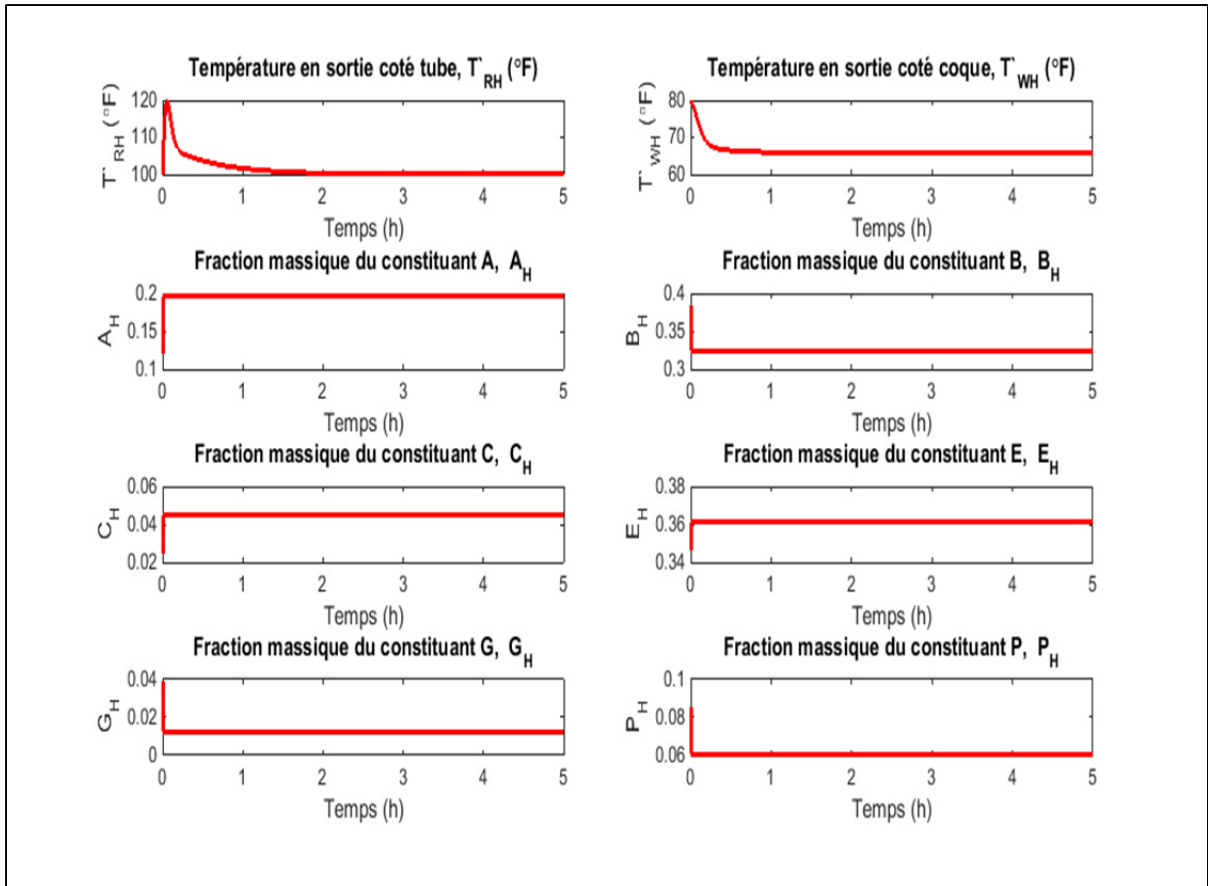 Température en sortie coté tube, T`RH (°F)
T`RH (°F)
120
110
100
0 1 2 3 4 5
Temps (h)
Température en sortie coté coque, T`WH (°F)
T`WH (°F)
80
70
60
0 1 2 3 4 5
Temps (h)
Fraction massique du constituant A, AH
AH
0.2
0.15
0.1
0 1 2 3 4 5
Temps (h)
Fraction massique du constituant B, BH
BH
0.4
0.35
0.3
0 1 2 3 4 5
Temps (h)
Fraction massique du constituant C, CH
CH
0.06
0.04
0.02
0 1 2 3 4 5
Temps (h)
Fraction massique du constituant E, EH
EH
0.38
0.36
0.34
0 1 2 3 4 5
Temps (h)
Fraction massique du constituant G, GH
GH
0.04
0.02
0
0 1 2 3 4 5
Temps (h)
Fraction massique du constituant P, PH
PH
0.1
0.08
0.06
0 1 2 3 4 5
Temps (h)